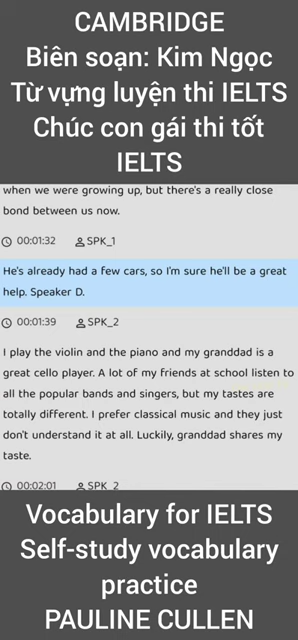 CAMBRIDGE
Biên soạn: Kim Ngọc
Từ vựng luyện thi IELTS
Chúc con gái thi tốt
IELTS
when we were growing up, but there's a really close
bond between us now.
00:01:32 SPK_1
He's already had a few cars, so I'm sure he'll be a great
help. Speaker D.
00:01:39 SPK_2
I play the violin and the piano and my granddad is a
great cello player. A lot of my friends at school listen to
all the popular bands and singers, but my tastes are
totally different. I prefer classical music and they just
don't understand it at all. Luckily, granddad shares my
taste.
00:02:01 SPK_2
Vocabulary for IELTS
Self-study vocabulary
practice
PAULINE CULLEN